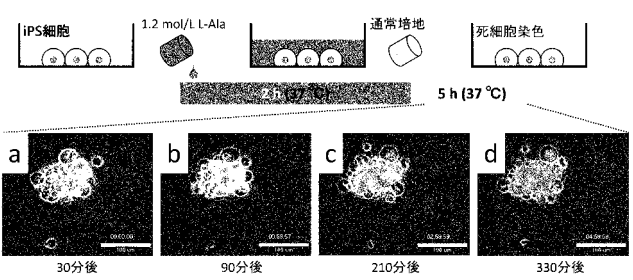 iPS細胞
1.2 mol/L L-Ala
通常培地
死細胞染色
2 h (37 ℃)
5 h (37 ℃)
a
b
c
d
100 μm
30分後
90分後
210分後
330分後